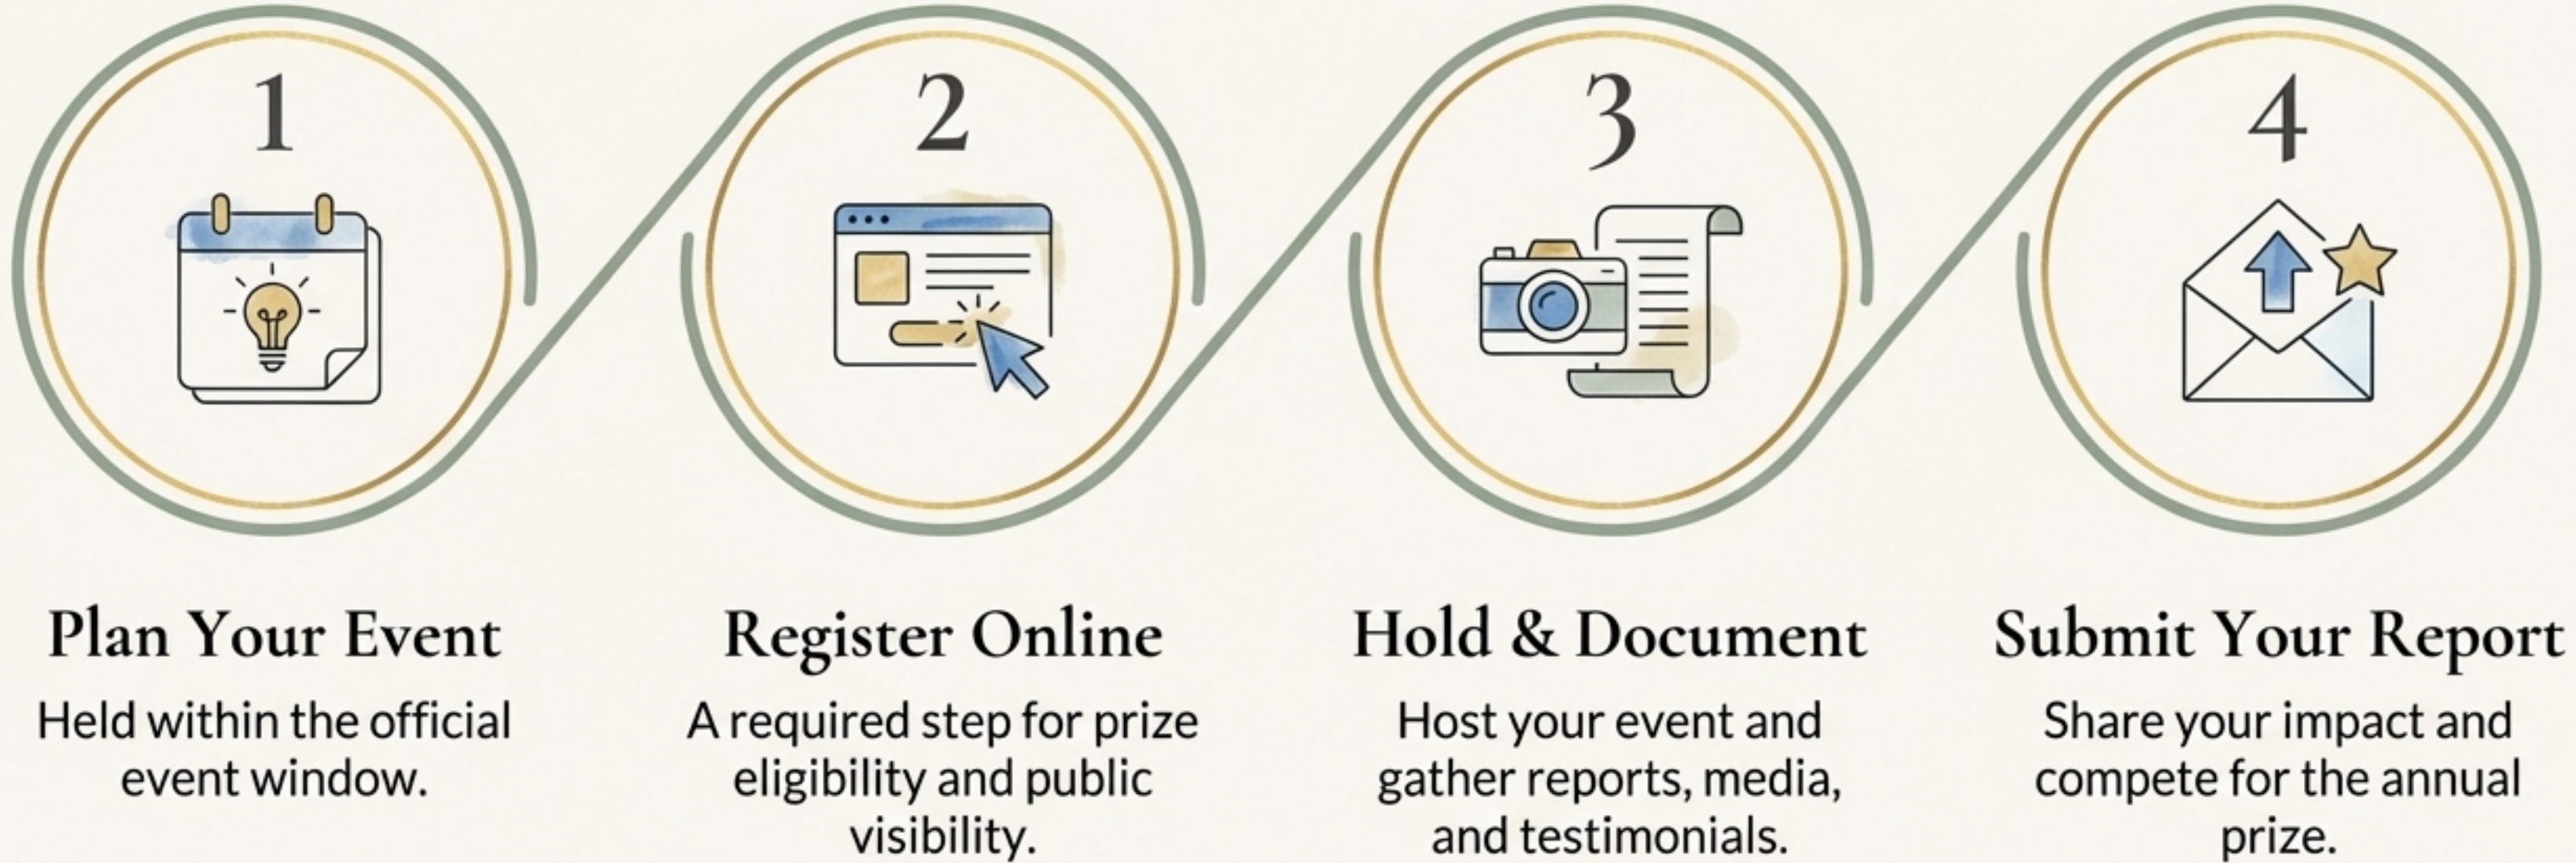 1
Plan Your Event
Held within the official
event window.
2
Register Online
A required step for prize
eligibility and public
visibility.
3
Hold & Document
Host your event and
gather reports, media,
and testimonials.
4
Submit Your Report
Share your impact and
compete for the annual
prize.